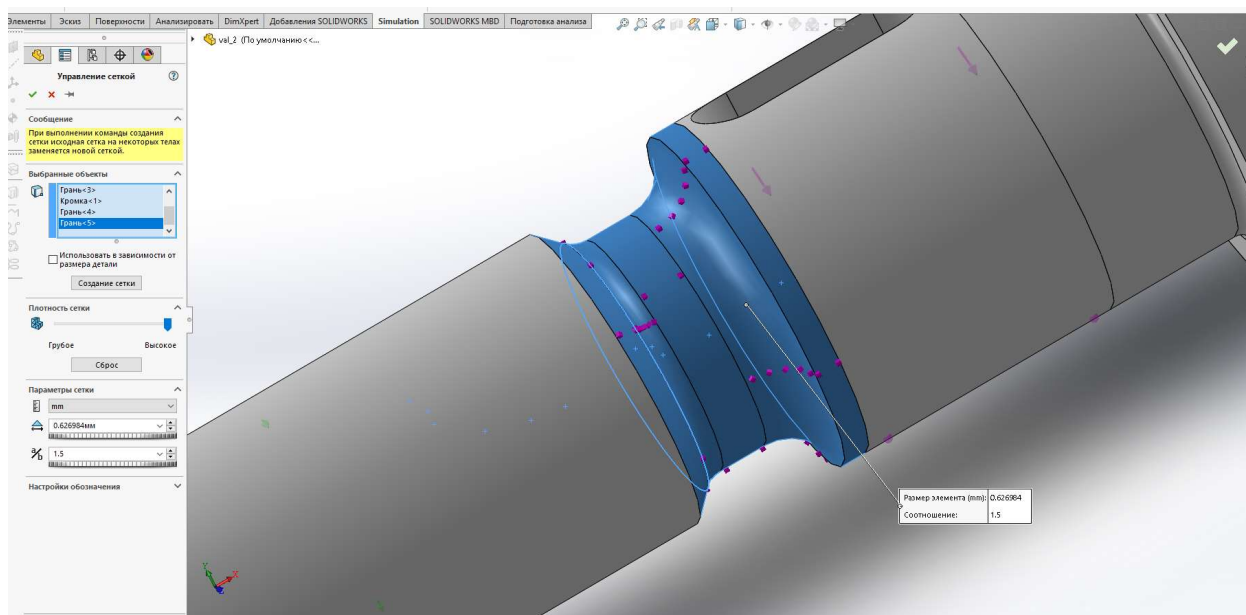 Элементы Эскиз Поверхности Анализировать DimXpert Добавления SOLIDWORKS Simulation SOLIDWORKS MBD Подготовка анализа
val_2 (По умолчанию<<...
Управление сеткой
Сообщение
При выполнении команды создания
сетки исходная сетка на некоторых телах
заменяется новой сеткой.
Выбранные объекты
Грань<3>
Кромка<1>
Грань<4>
Грань<5>
Использовать в зависимости от
размера детали
Создание сетки
Плотность сетки
Грубое Высокое
Сброс
Параметры сетки
mm
0.626984мм
a/b 1.5
Настройки обозначения
Размер элемента (mm): 0.626984
Соотношение: 1.5
Y X Z